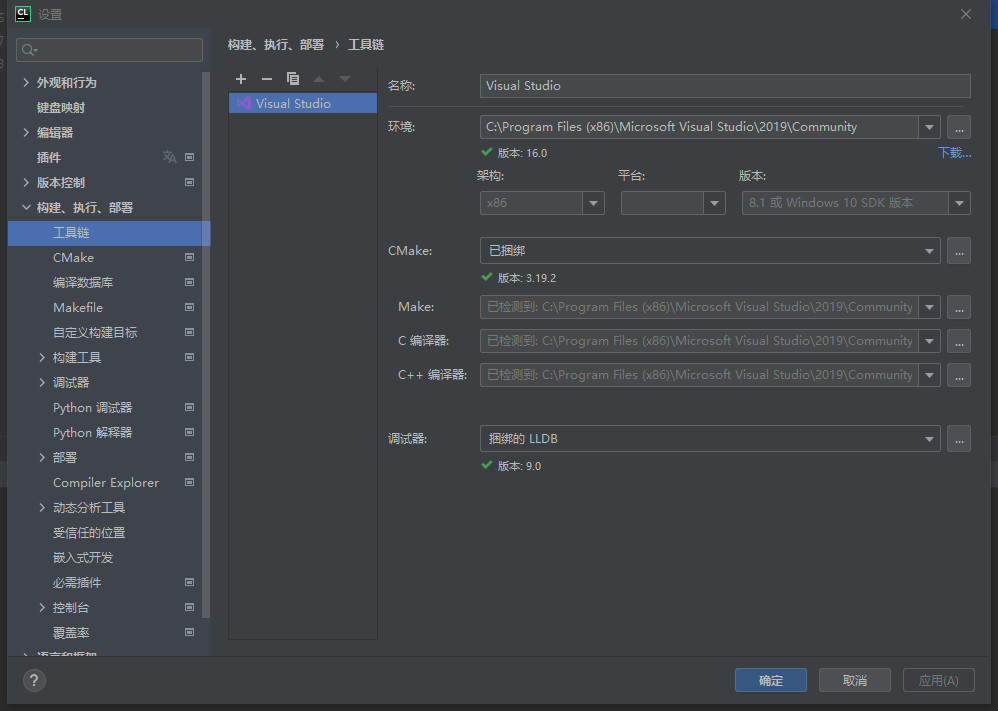 CL 设置
构建、执行、部署 › 工具链
外观和行为
键盘映射
编辑器
插件
版本控制
构建、执行、部署
工具链
CMake
编译数据库
Makefile
自定义构建目标
构建工具
调试器
Python 调试器
Python 解释器
部署
Compiler Explorer
动态分析工具
受信任的位置
嵌入式开发
必需插件
控制台
覆盖率
语言和框架
Visual Studio
名称: Visual Studio
环境: C:\Program Files (x86)\Microsoft Visual Studio\2019\Community ...
版本: 16.0 下载...
架构: 平台: 版本:
x86 8.1 或 Windows 10 SDK 版本
CMake: 已捆绑 ...
版本: 3.19.2
Make: 已检测到: C:\Program Files (x86)\Microsoft Visual Studio\2019\Community ...
C 编译器: 已检测到: C:\Program Files (x86)\Microsoft Visual Studio\2019\Community ...
C++ 编译器: 已检测到: C:\Program Files (x86)\Microsoft Visual Studio\2019\Community ...
调试器: 捆绑的 LLDB ...
版本: 9.0
? 确定 取消 应用(A)